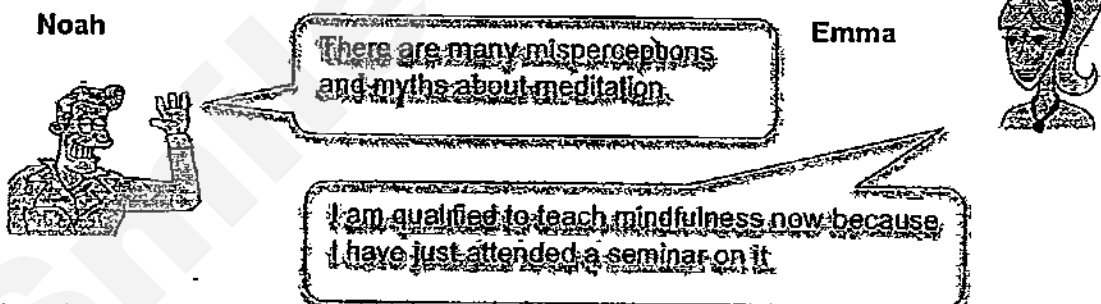 Noah
There are many misperceptions
and myths about meditation
Emma
I am qualified to teach mindfulness now because
I have just attended a seminar on it
Smile